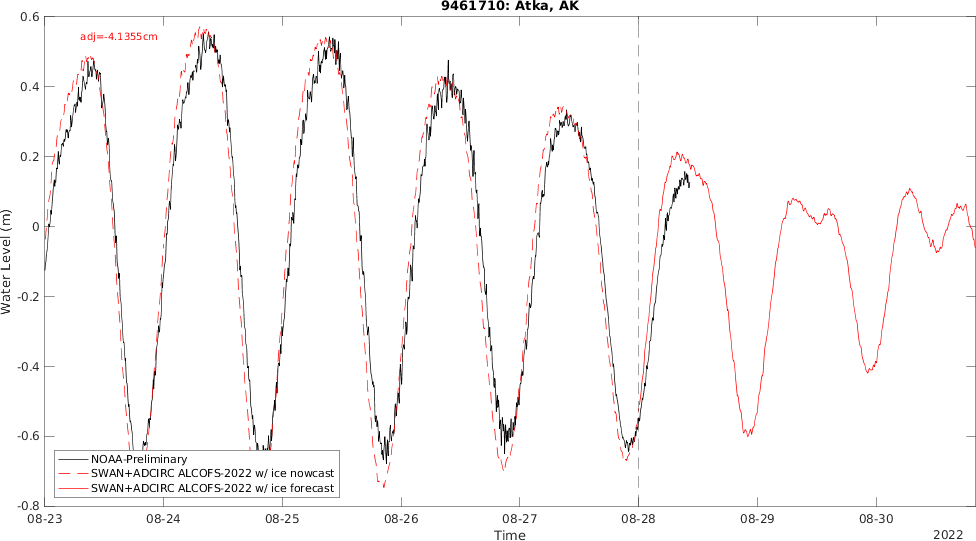 9461710: Atka, AK
adj=-4.1355cm
0.6
0.4
0.2
0
-0.2
-0.4
-0.6
-0.8
Water Level (m)
NOAA-Preliminary
SWAN+ADCIRC ALCOFS-2022 w/ ice nowcast
SWAN+ADCIRC ALCOFS-2022 w/ ice forecast
08-23 08-24 08-25 08-26 08-27 08-28 08-29 08-30
Time
2022